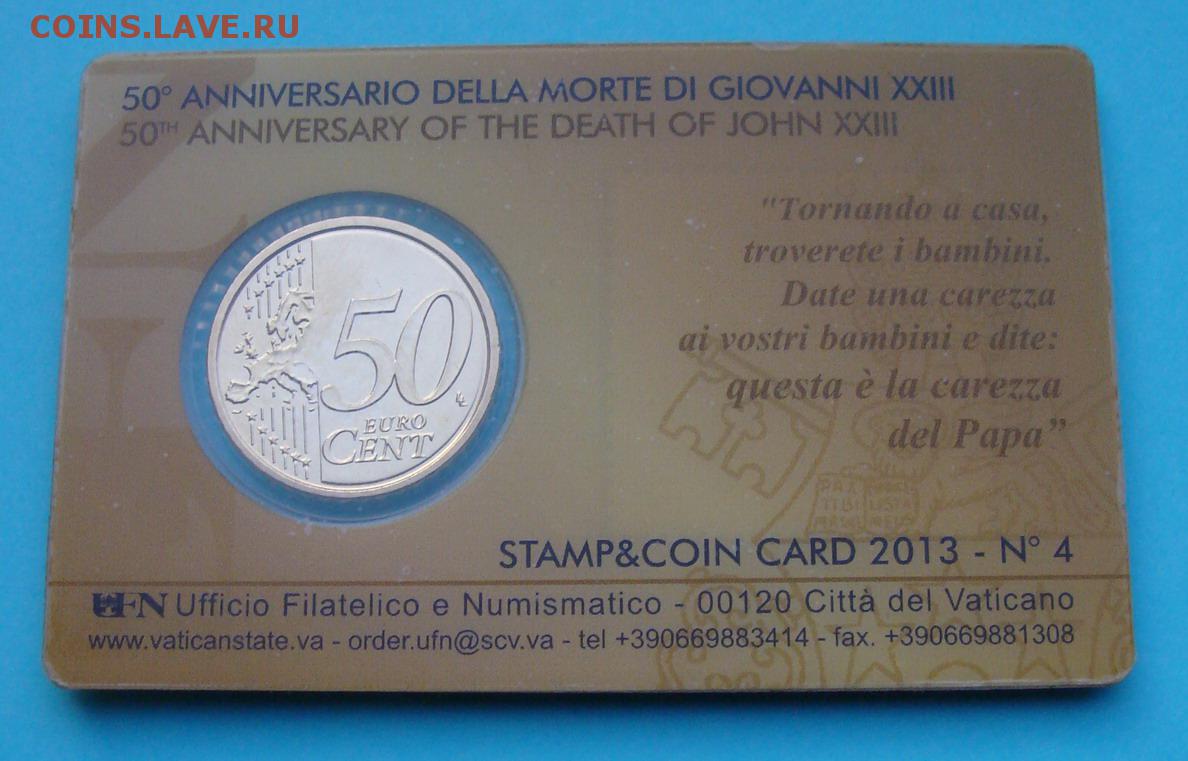 COINS.LAVE.RU
50° ANNIVERSARIO DELLA MORTE DI GIOVANNI XXIII
50TH ANNIVERSARY OF THE DEATH OF JOHN XXIII
"Tornando a casa,
troverete i bambini.
Date una carezza
ai vostri bambini e dite:
questa è la carezza
del Papa”
50
EURO
CENT
LL
PAX
TIBI
STAMP&COIN CARD 2013 - N° 4
UFN Ufficio Filatelico e Numismatico - 00120 Città del Vaticano
www.vaticanstate.va - order.ufn@scv.va - tel +390669883414 - fax. +390669881308